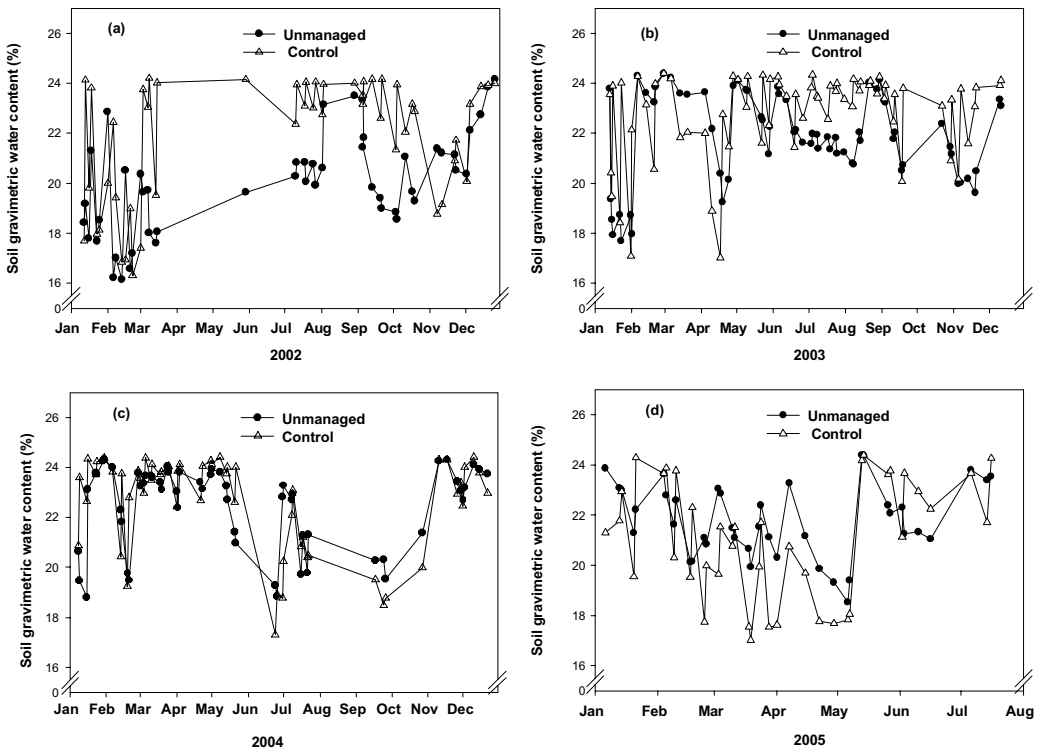 (a)
Unmanaged
Control
Soil gravimetric water content (%)
26
24
22
20
18
16
0
Jan Feb Mar Apr May Jun Jul Aug Sep Oct Nov Dec
2002
(b)
Unmanaged
Control
Soil gravimetric water content (%)
26
24
22
20
18
16
0
Jan Feb Mar Apr May Jun Jul Aug Sep Oct Nov Dec
2003
(c)
Unmanaged
Control
Soil gravimetric water content (%)
26
24
22
20
18
16
0
Jan Feb Mar Apr May Jun Jul Aug Sep Oct Nov Dec
2004
(d)
Unmanaged
Control
Soil gravimetric water content (%)
26
24
22
20
18
16
0
Jan Feb Mar Apr May Jun Jul Aug
2005